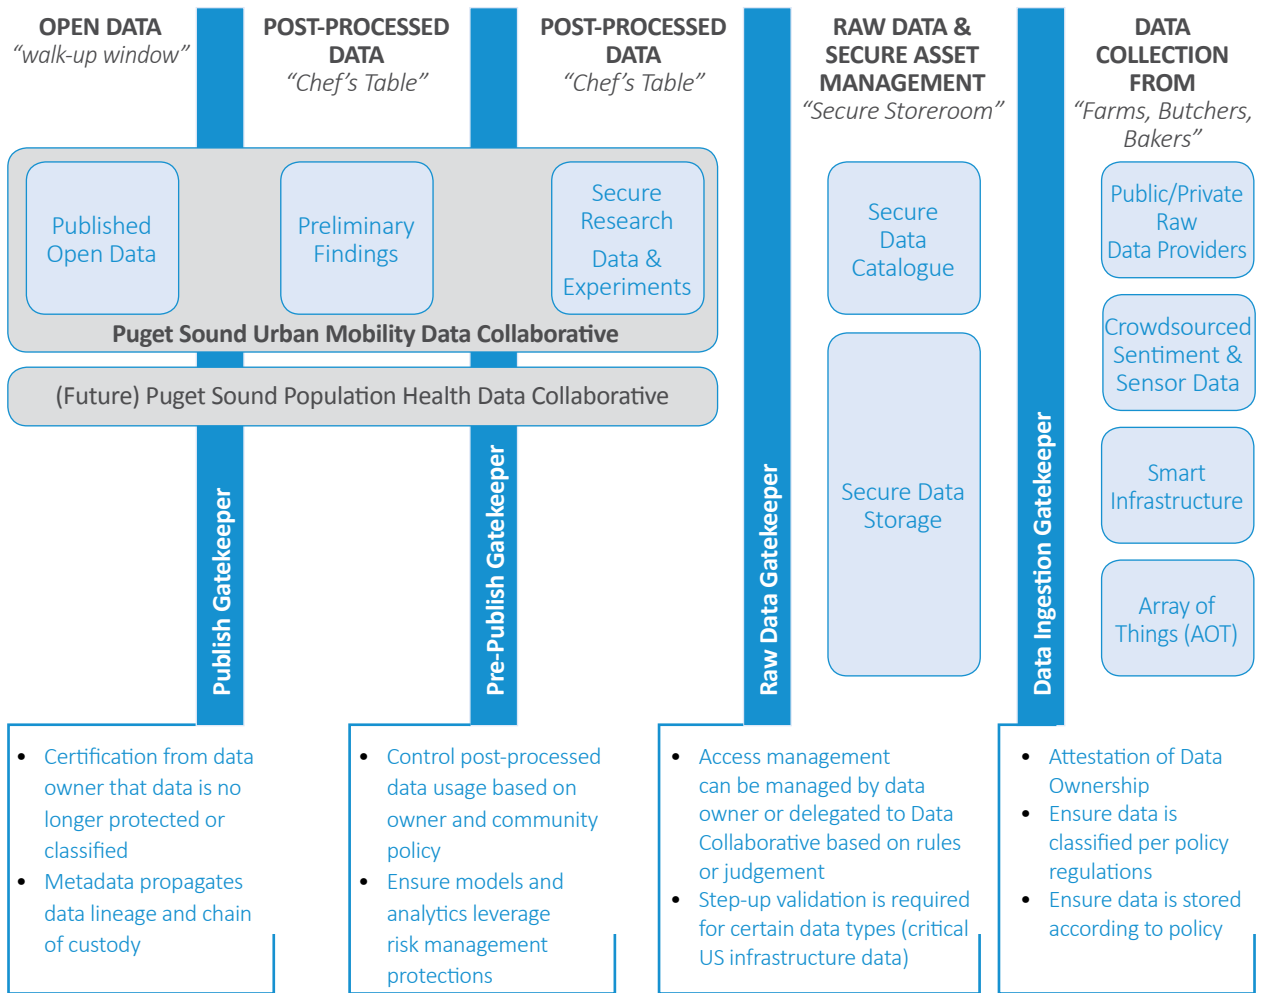 OPEN DATA
“walk-up window”
POST-PROCESSED
DATA
“Chef’s Table”
POST-PROCESSED
DATA
“Chef’s Table”
RAW DATA &
SECURE ASSET
MANAGEMENT
“Secure Storeroom”
DATA
COLLECTION
FROM
“Farms, Butchers,
Bakers”
Published
Open Data
Preliminary
Findings
Secure
Research
Data &
Experiments
Puget Sound Urban Mobility Data Collaborative
(Future) Puget Sound Population Health Data Collaborative
Secure
Data
Catalogue
Secure Data
Storage
Public/Private
Raw
Data Providers
Crowdsourced
Sentiment &
Sensor Data
Smart
Infrastructure
Array of
Things (AOT)
Publish Gatekeeper
Pre-Publish Gatekeeper
Raw Data Gatekeeper
Data Ingestion Gatekeeper
• Certification from data
owner that data is no
longer protected or
classified
• Metadata propagates
data lineage and chain
of custody
• Control post-processed
data usage based on
owner and community
policy
• Ensure models and
analytics leverage
risk management
protections
• Access management
can be managed by data
owner or delegated to Data
Collaborative based on rules
or judgement
• Step-up validation is required
for certain data types (critical
US infrastructure data)
• Attestation of Data
Ownership
• Ensure data is
classified per policy
regulations
• Ensure data is stored
according to policy